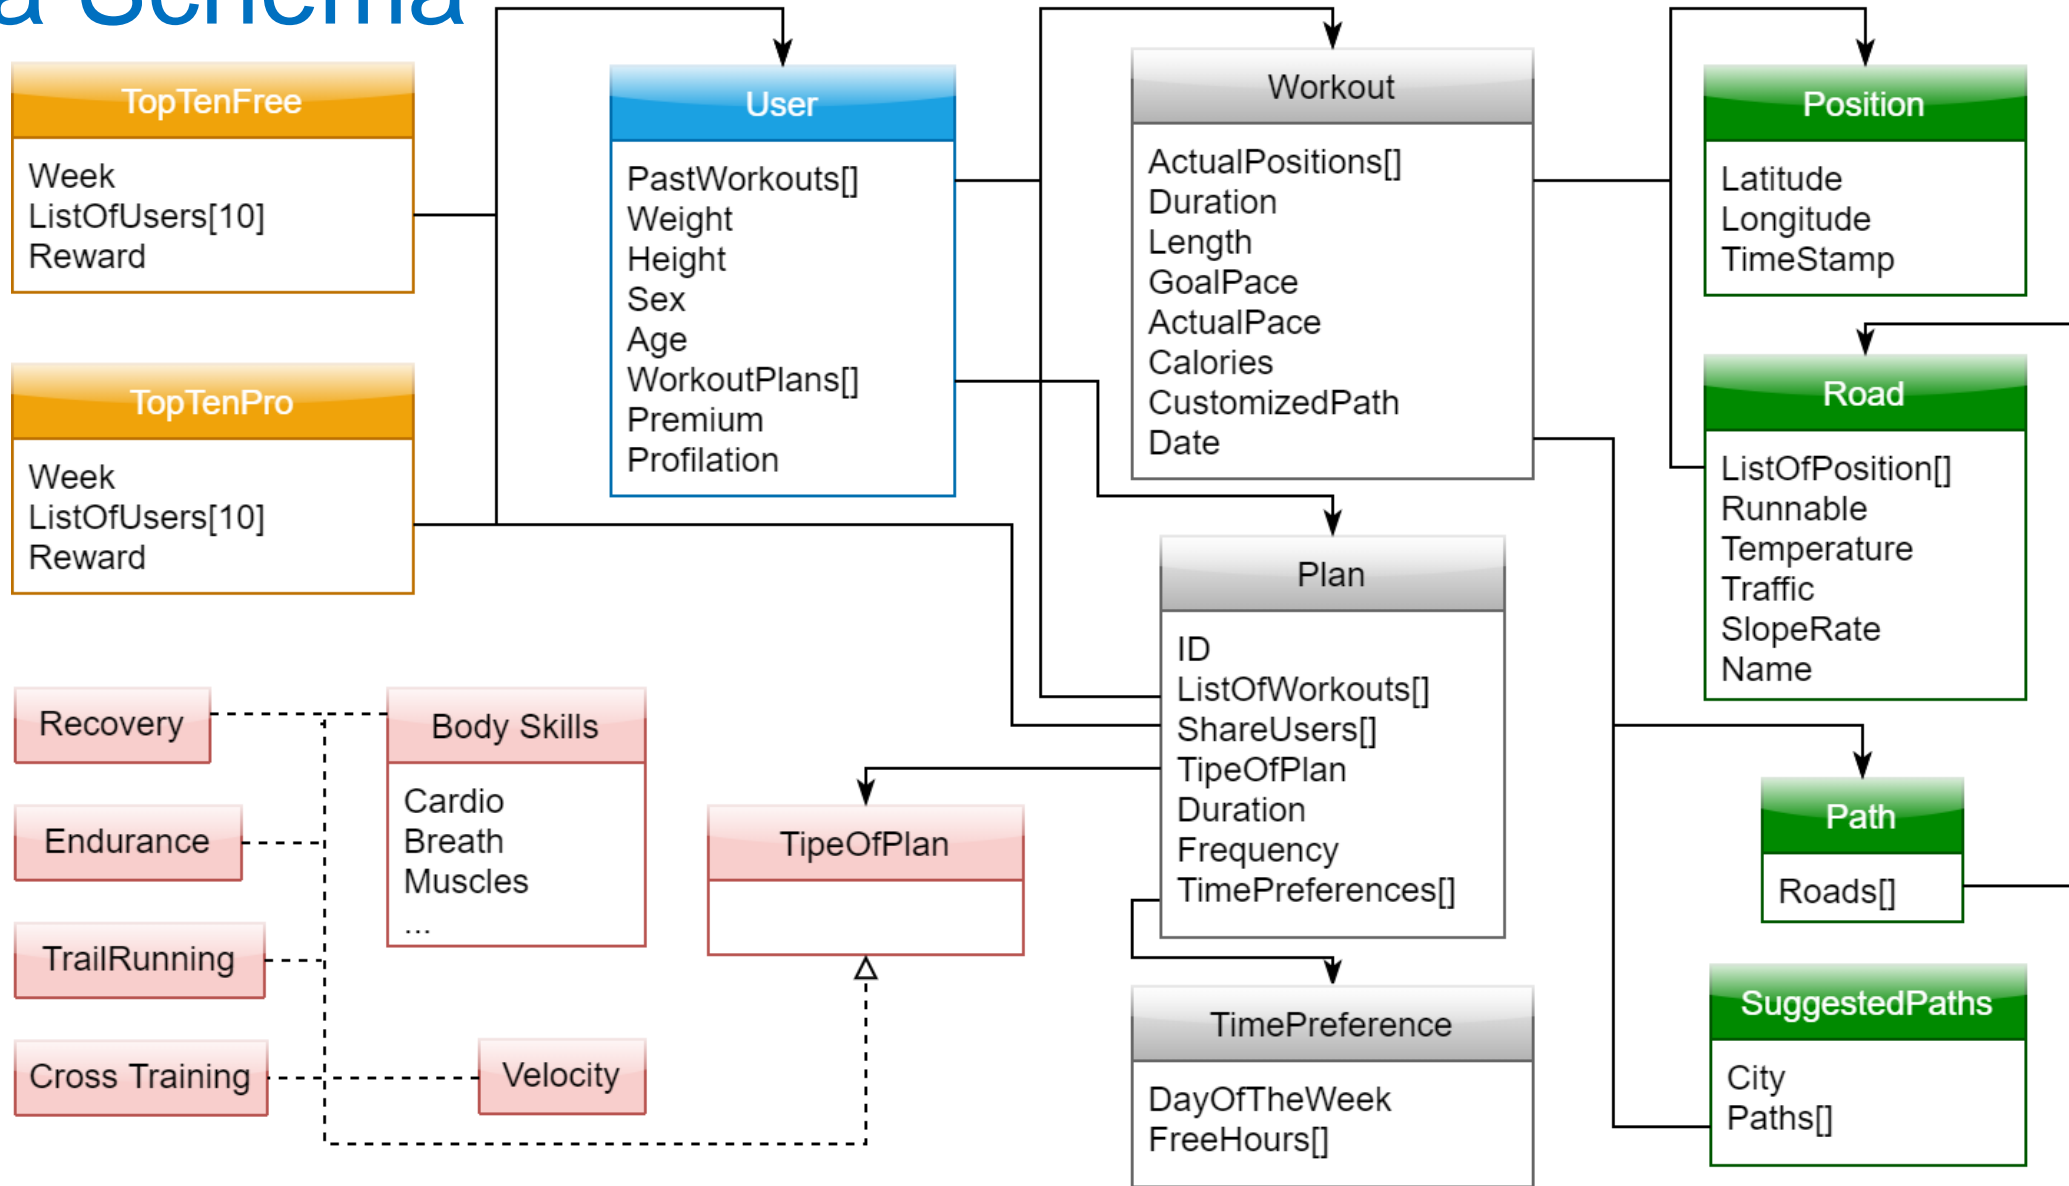 a Schema
TopTenFree
Week
ListOfUsers[10]
Reward
TopTenPro
Week
ListOfUsers[10]
Reward
User
PastWorkouts[]
Weight
Height
Sex
Age
WorkoutPlans[]
Premium
Profilation
Workout
ActualPositions[]
Duration
Length
GoalPace
ActualPace
Calories
CustomizedPath
Date
Position
Latitude
Longitude
TimeStamp
Road
ListOfPosition[]
Runnable
Temperature
Traffic
SlopeRate
Name
Plan
ID
ListOfWorkouts[]
ShareUsers[]
TipeOfPlan
Duration
Frequency
TimePreferences[]
Recovery
Endurance
TrailRunning
Cross Training
Body Skills
Cardio
Breath
Muscles
...
Velocity
TipeOfPlan
TimePreference
DayOfTheWeek
FreeHours[]
Path
Roads[]
SuggestedPaths
City
Paths[]